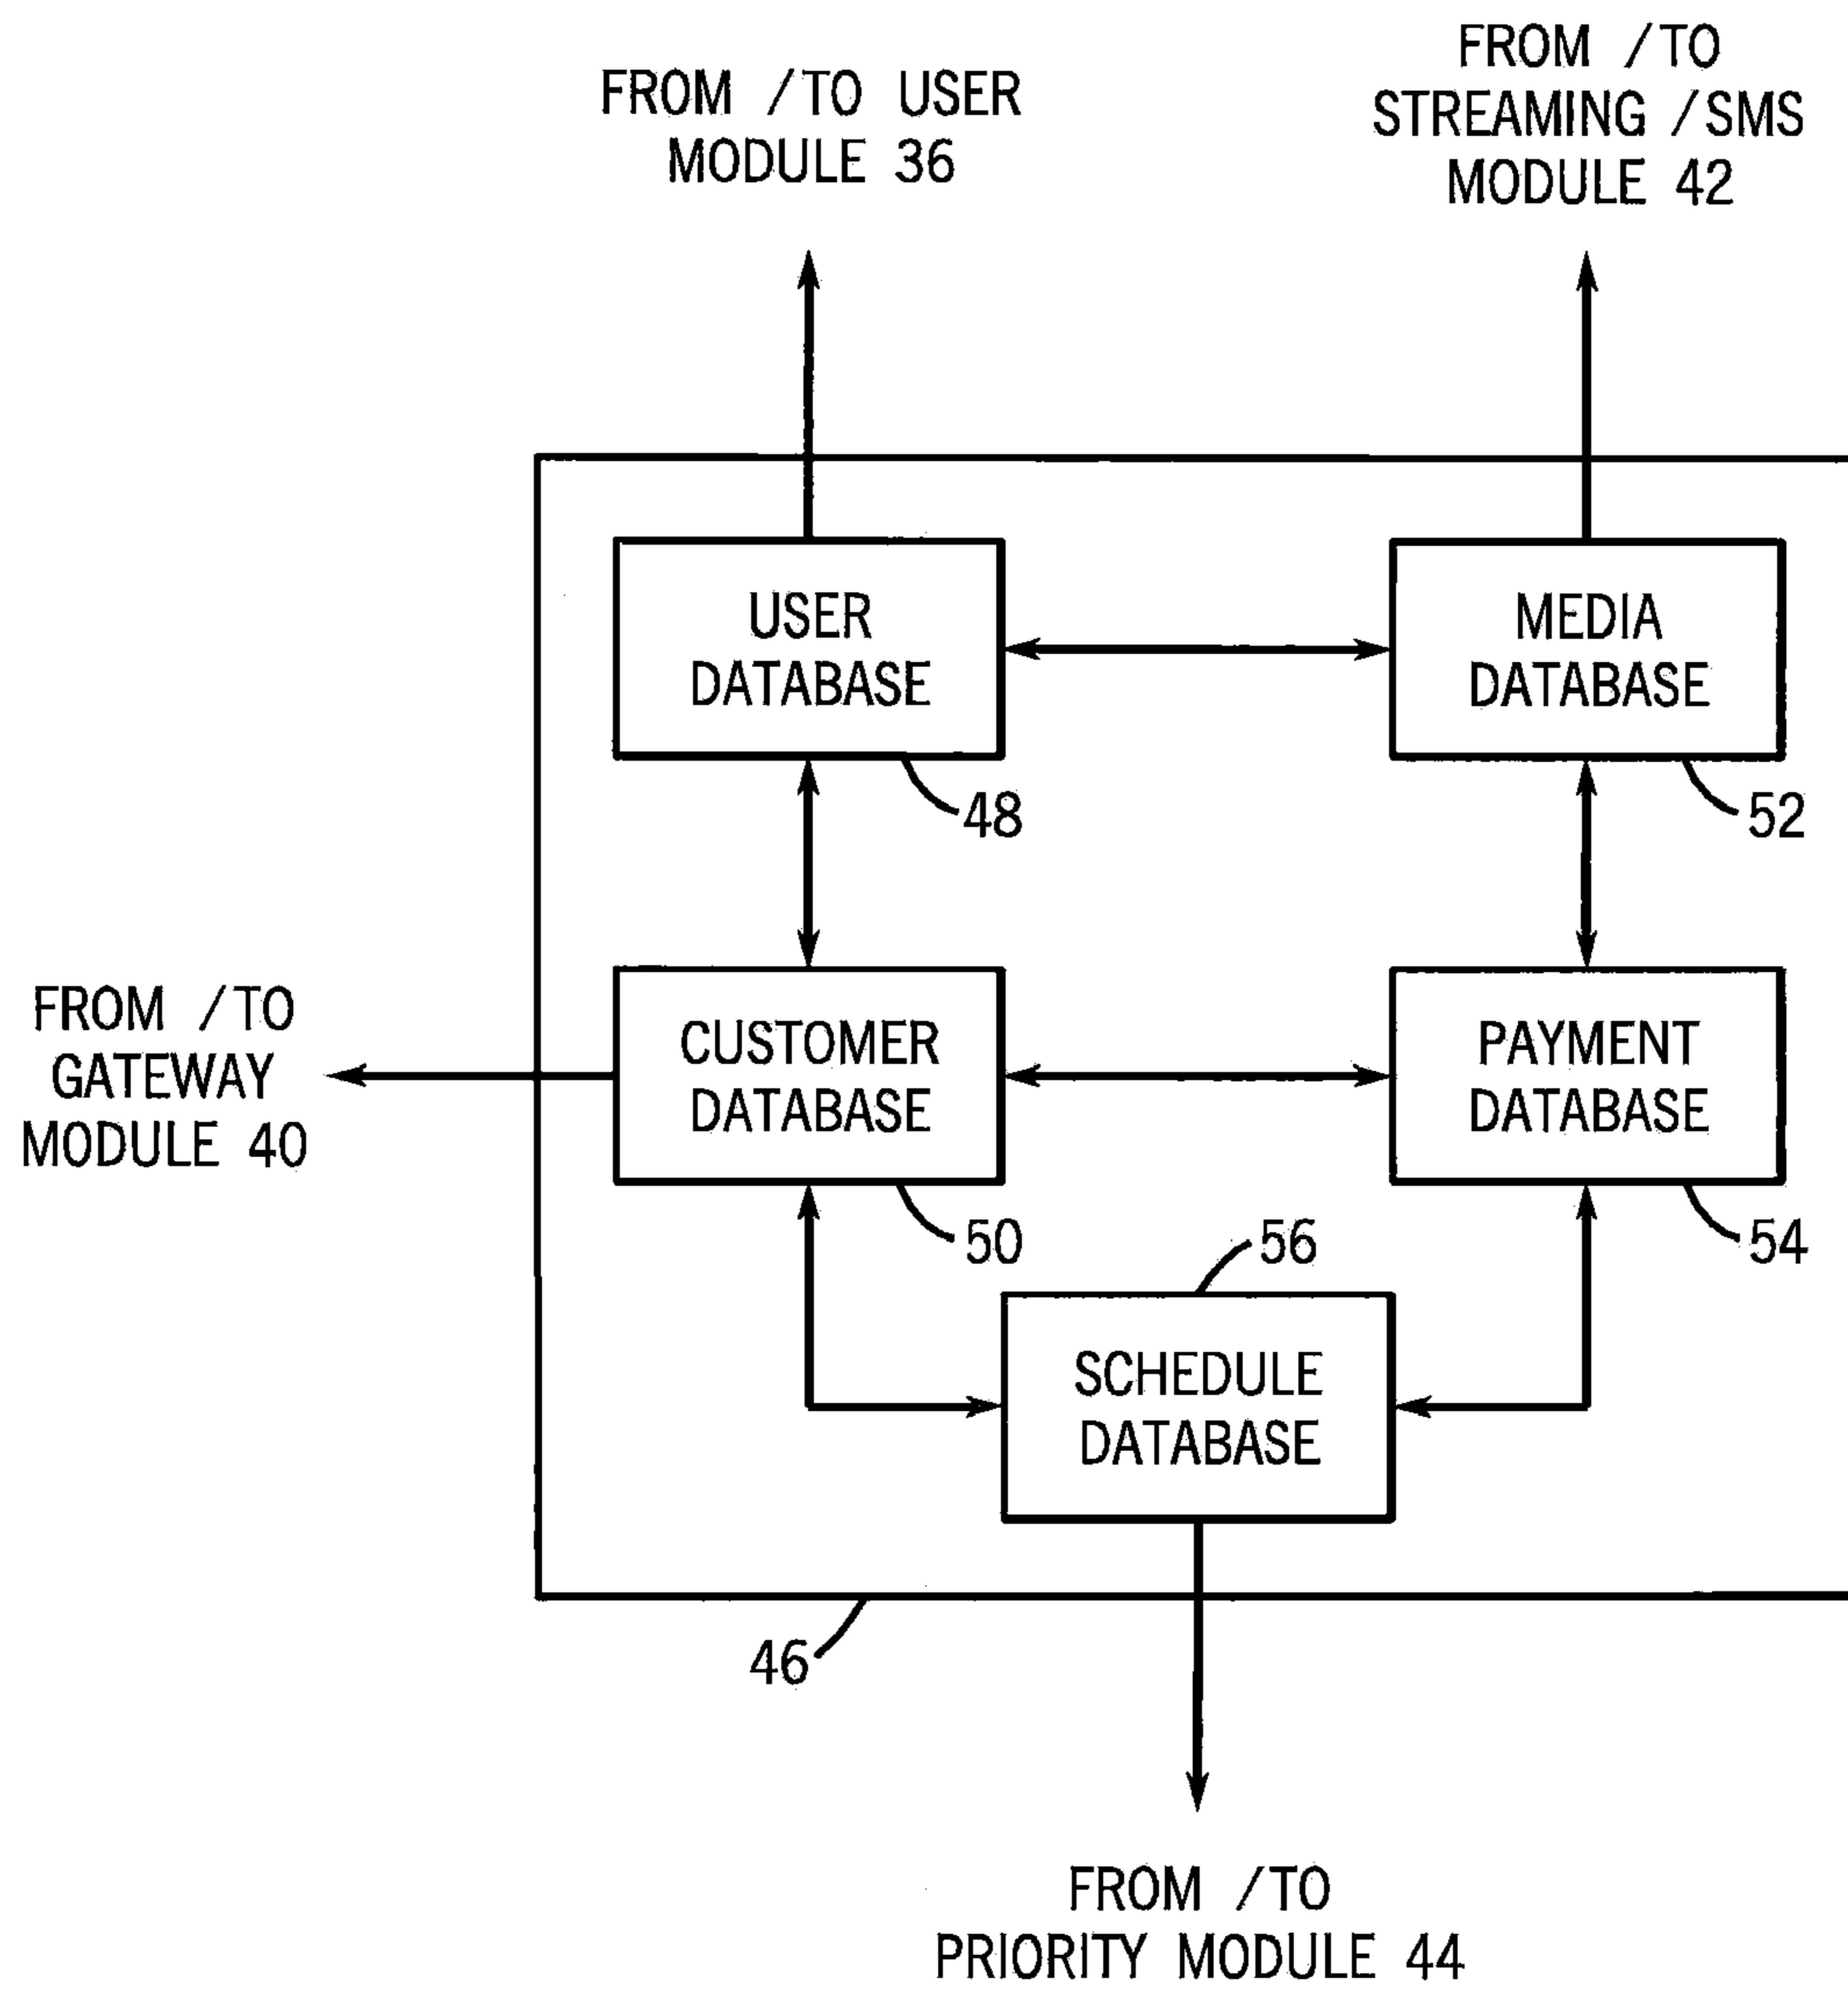 FROM /TO USER
MODULE 36
FROM /TO
STREAMING /SMS
MODULE 42
USER
DATABASE
48
MEDIA
DATABASE
52
FROM /TO
GATEWAY
MODULE 40
CUSTOMER
DATABASE
50
PAYMENT
DATABASE
54
56
SCHEDULE
DATABASE
46
FROM /TO
PRIORITY MODULE 44